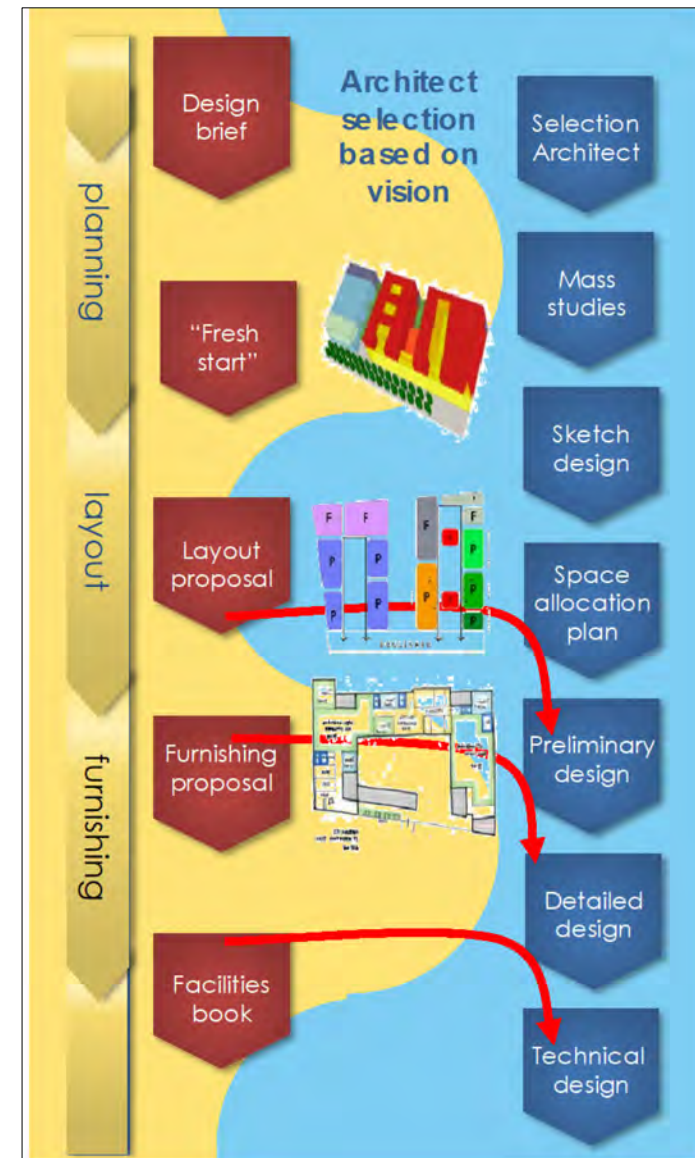 Design
brief
Architect
selection
based on
vision
Selection
Architect
planning
"Fresh
start"
Mass
studies
Sketch
design
layout
Layout
proposal
F
F
F
F
P
P
P
P
P
P
P
P
Space
allocation
plan
furnishing
Furnishing
proposal
Preliminary
design
Detailed
design
Facilities
book
Technical
design